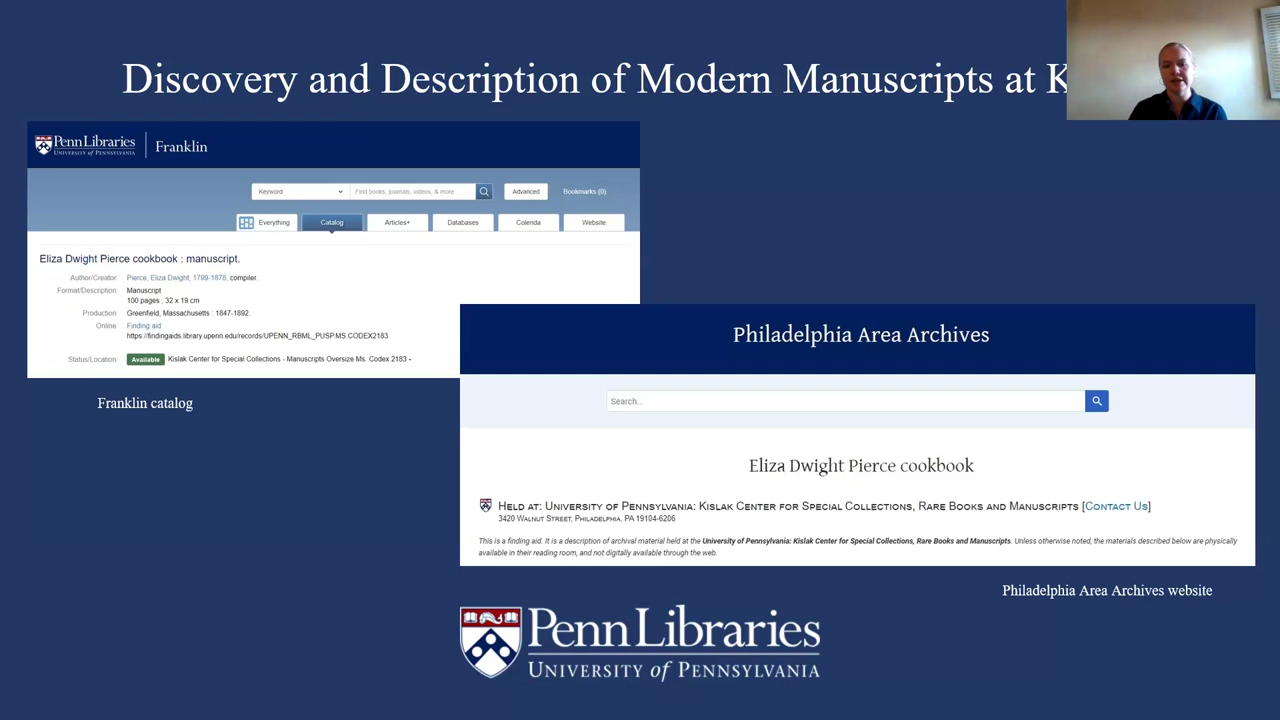 Discovery and Description of Modern Manuscripts at K
Penn Libraries
UNIVERSITY OF PENNSYLVANIA
Franklin
Keyword
Find books, journals, videos, & more
Advanced
Bookmarks (0)
Everything
Catalog
Articles+
Databases
Colenda
Website
Eliza Dwight Pierce cookbook : manuscript.
Author/Creator
Pierce, Eliza Dwight, 1799-1878, compiler.
Format/Description
Manuscript
100 pages ; 32 x 19 cm
Production
Greenfield, Massachusetts : 1847-1892.
Online
Finding aid
https://findingaids.library.upenn.edu/records/UPENN_RBML_PUSP.MS.CODEX2183
Status/Location
Available
Kislak Center for Special Collections - Manuscripts Oversize Ms. Codex 2183 -
Franklin catalog
Philadelphia Area Archives
Search...
Eliza Dwight Pierce cookbook
HELD AT: UNIVERSITY OF PENNSYLVANIA: KISLAK CENTER FOR SPECIAL COLLECTIONS, RARE BOOKS AND MANUSCRIPTS [CONTACT US]
3420 WALNUT STREET, PHILADELPHIA, PA 19104-6206
This is a finding aid. It is a description of archival material held at the University of Pennsylvania: Kislak Center for Special Collections, Rare Books and Manuscripts. Unless otherwise noted, the materials described below are physically
available in their reading room, and not digitally available through the web.
Philadelphia Area Archives website
Penn Libraries
UNIVERSITY of PENNSYLVANIA